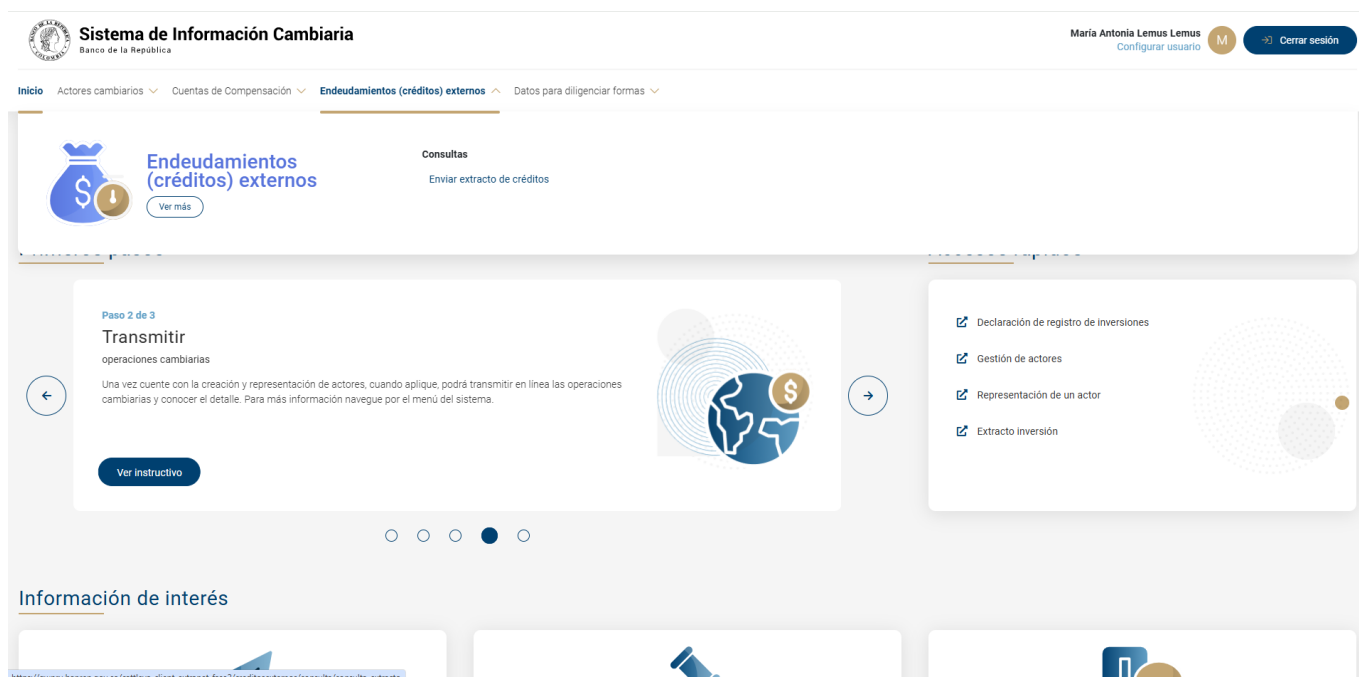 Sistema de Información Cambiaria
Banco de la República
María Antonia Lemus Lemus
Configurar usuario
M
Cerrar sesión
Inicio
Actores cambiarios
Cuentas de Compensación
Endeudamientos (créditos) externos
Datos para diligenciar formas
Endeudamientos
(créditos) externos
Ver más
Consultas
Enviar extracto de créditos
Paso 2 de 3
Transmitir
operaciones cambiarias
Una vez cuente con la creación y representación de actores, cuando aplique, podrá transmitir en línea las operaciones
cambiarias y conocer el detalle. Para más información navegue por el menú del sistema.
Ver instructivo
Declaración de registro de inversiones
Gestión de actores
Representación de un actor
Extracto inversión
Información de interés